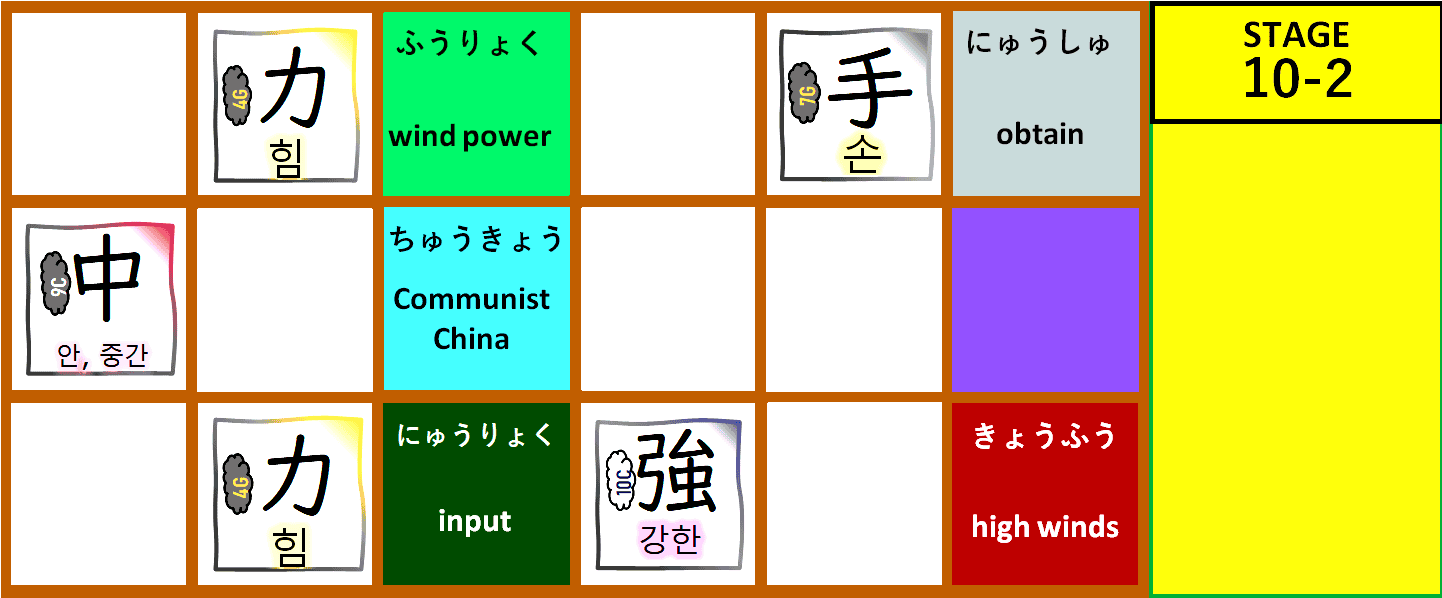 4G
力
힘
ふうりょく
wind power
7G
手
손
にゅうしゅ
obtain
STAGE
10-2
9C
中
안, 중간
ちゅうきょう
Communist
China
4G
力
힘
にゅうりょく
input
10C
強
강한
きょうふう
high winds